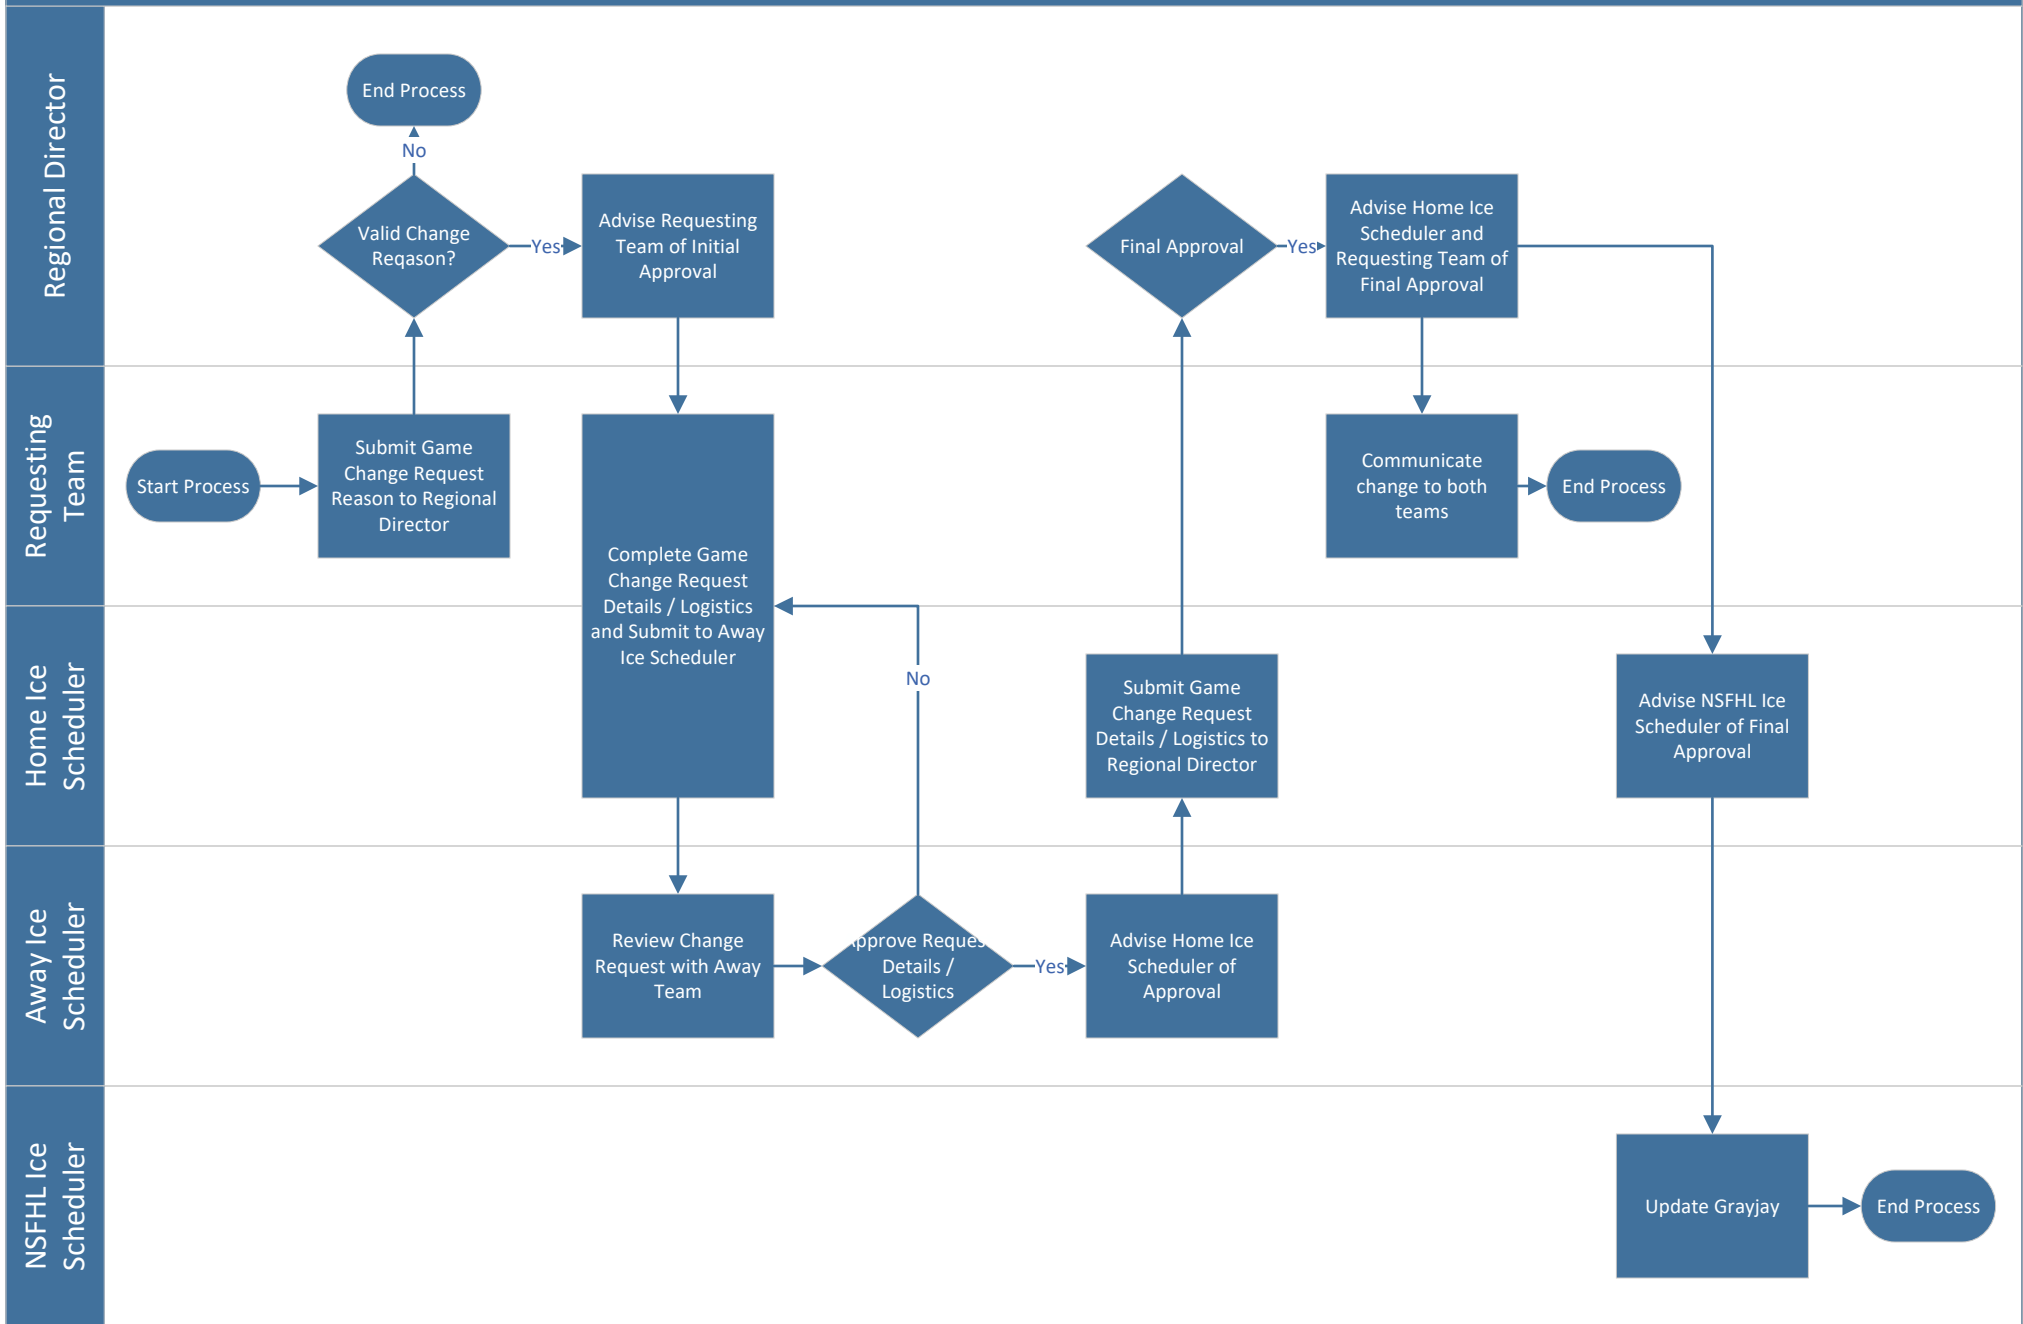 Regional Director
End Process
No
Valid Change
Reqason?
Yes
Advise Requesting
Team of Initial
Approval
Final Approval
Yes
Advise Home Ice
Scheduler and
Requesting Team of
Final Approval
Requesting
Team
Start Process
Submit Game
Change Request
Reason to Regional
Director
Complete Game
Change Request
Details / Logistics
and Submit to Away
Ice Scheduler
Communicate
change to both
teams
End Process
Home Ice
Scheduler
No
Submit Game
Change Request
Details / Logistics to
Regional Director
Advise NSFHL Ice
Scheduler of Final
Approval
Away Ice
Scheduler
Review Change
Request with Away
Team
Approve Request
Details /
Logistics
Yes
Advise Home Ice
Scheduler of
Approval
NSFHL Ice
Scheduler
Update Grayjay
End Process